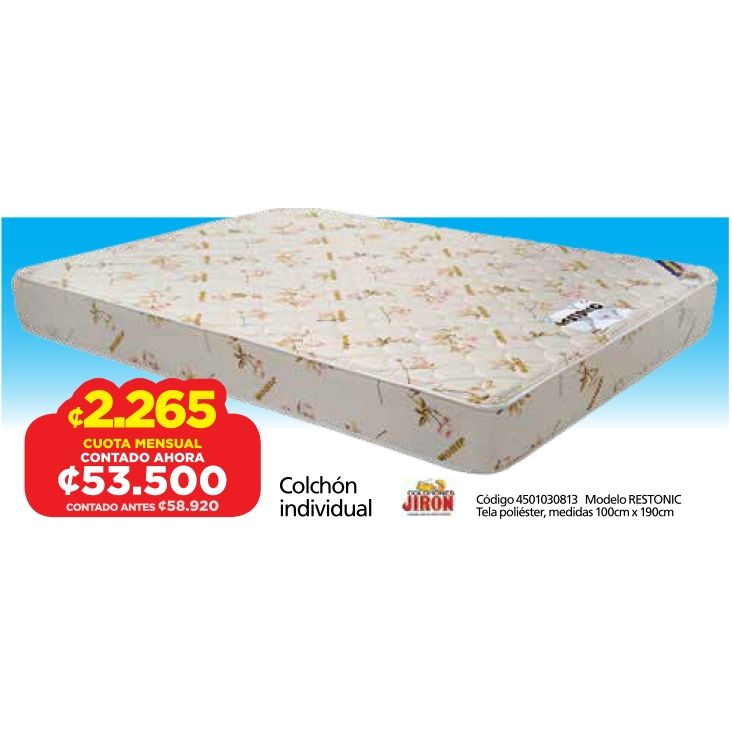 ₡2.265
CUOTA MENSUAL
CONTADO AHORA
₡53.500
CONTADO ANTES ₡58.920
Colchón
individual
COLCHONES
JIRON
Código 4501030813 Modelo RESTONIC
Tela poliéster, medidas 100cm x 190cm